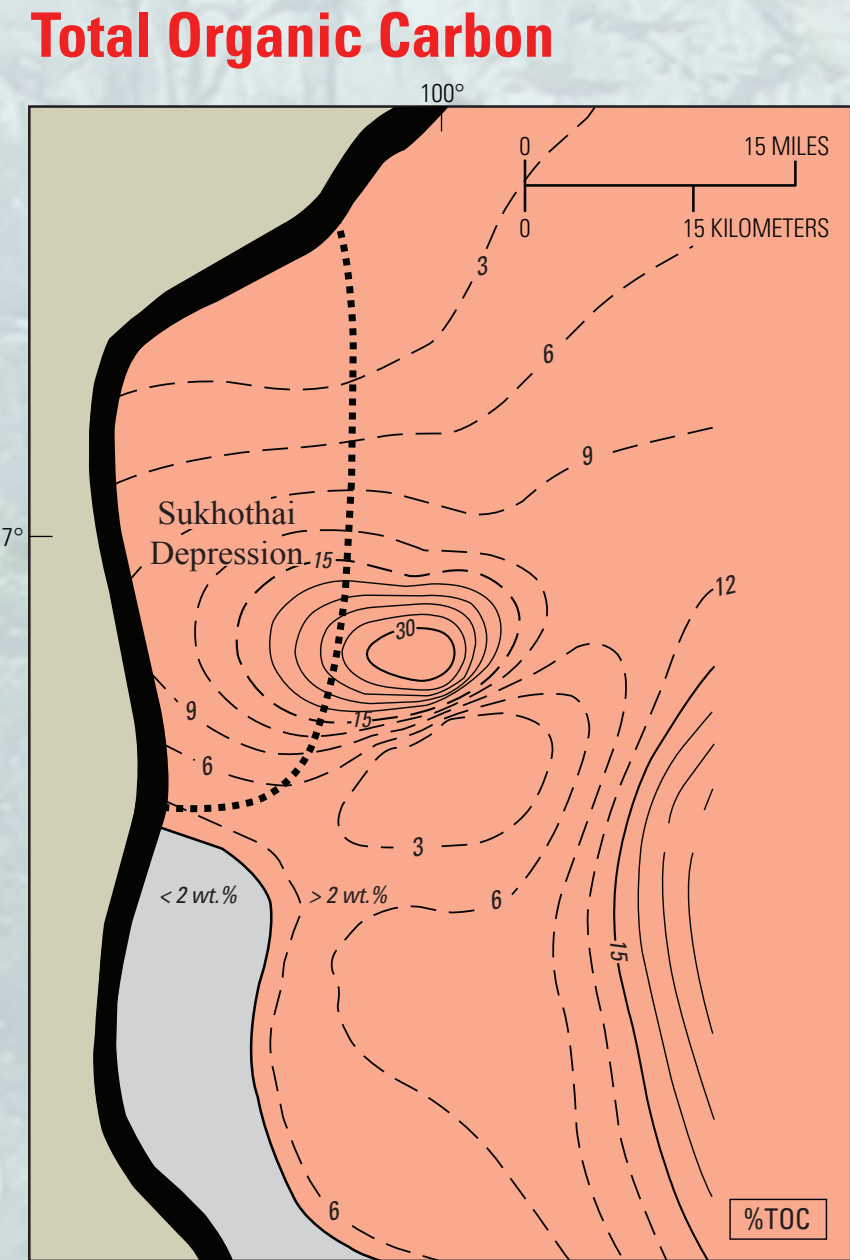 Total Organic Carbon
100°
0
15 MILES
0
15 KILOMETERS
3
6
9
Sukhothai
7°
Depression
15
12
30
9
15
6
3
< 2 wt.%
> 2 wt.%
6
15
6
%TOC